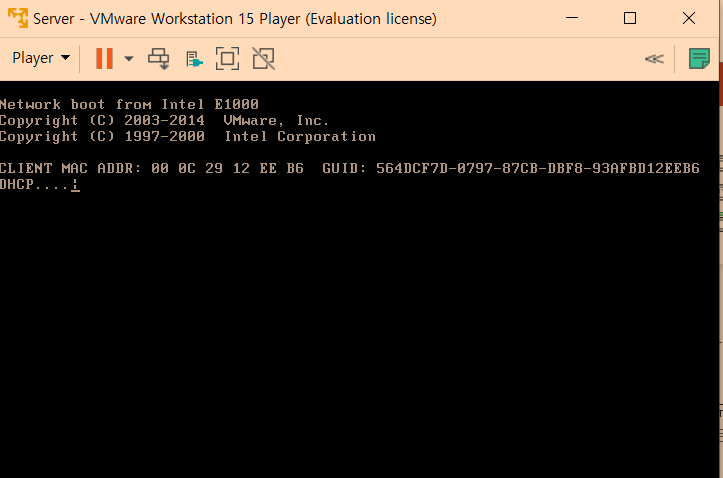 Server - VMware Workstation 15 Player (Evaluation license)
Player
Network boot from Intel E1000
Copyright (C) 2003-2014  VMware, Inc.
Copyright (C) 1997-2000  Intel Corporation
CLIENT MAC ADDR: 00 0C 29 12 EE B6  GUID: 564DCF7D-0797-87CB-DBF8-93AFBD12EEB6
DHCP....¦